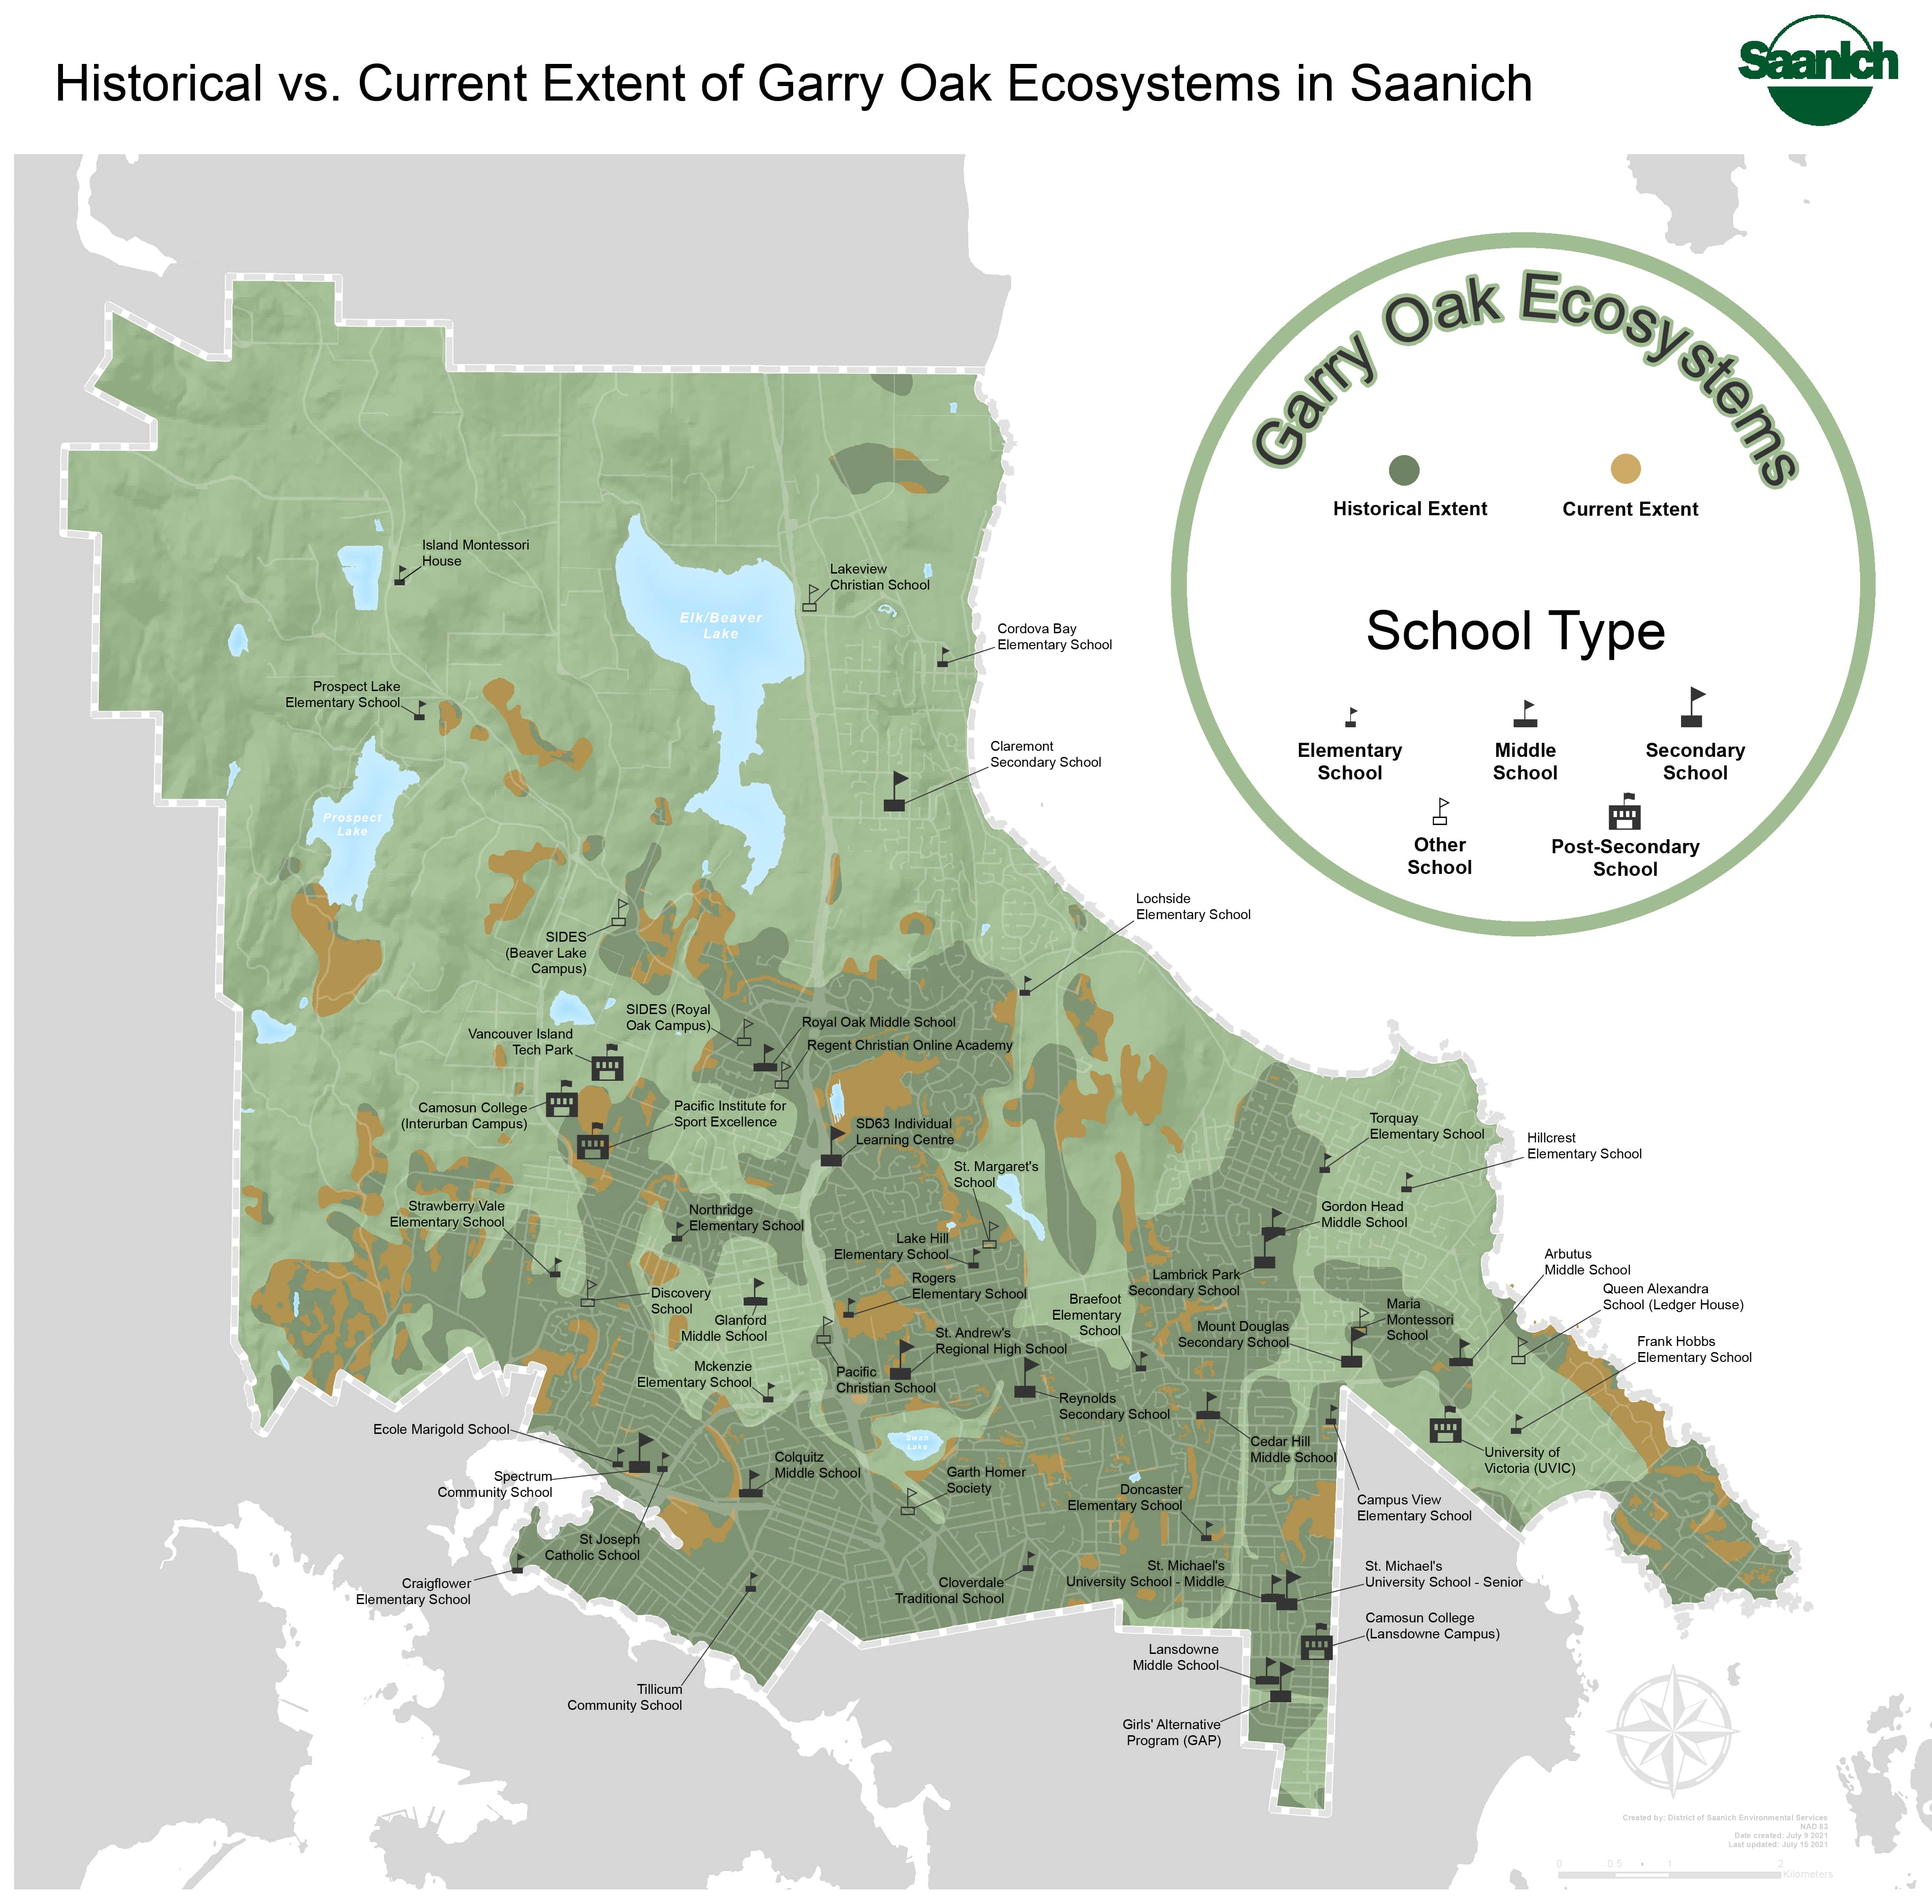 Historical vs. Current Extent of Garry Oak Ecosystems in Saanich
Saanich
Garry Oak Ecosystems
Historical Extent
Current Extent
School Type
Elementary
School
Middle
School
Secondary
School
Other
School
Post-Secondary
School
Island Montessori
House
Lakeview
Christian School
Elk/Beaver
Lake
Cordova Bay
Elementary School
Prospect Lake
Elementary School
Claremont
Secondary School
Prospect
Lake
Lochside
Elementary School
SIDES
(Beaver Lake
Campus)
SIDES (Royal
Oak Campus)
Royal Oak Middle School
Vancouver Island
Tech Park
Regent Christian Online Academy
Camosun College
(Interurban Campus)
Pacific Institute for
Sport Excellence
SD63 Individual
Learning Centre
Torquay
Elementary School
Hillcrest
Elementary School
St. Margaret's
School
Strawberry Vale
Elementary School
Northridge
Elementary School
Gordon Head
Middle School
Lake Hill
Elementary School
Arbutus
Middle School
Lambrick Park
Secondary School
Rogers
Elementary School
Discovery
School
Braefoot
Elementary
School
Queen Alexandra
School (Ledger House)
Maria
Montessori
School
Glanford
Middle School
Mount Douglas
Secondary School
St. Andrew's
Regional High School
Frank Hobbs
Elementary School
Mckenzie
Elementary School
Pacific
Christian School
Reynolds
Secondary School
Ecole Marigold School
Swan
Lake
Cedar Hill
Middle School
University of
Victoria (UVIC)
Colquitz
Middle School
Spectrum
Community School
Garth Homer
Society
Doncaster
Elementary School
Campus View
Elementary School
St Joseph
Catholic School
St. Michael's
University School - Middle
St. Michael's
University School - Senior
Craigflower
Elementary School
Cloverdale
Traditional School
Camosun College
(Lansdowne Campus)
Lansdowne
Middle School
Tillicum
Community School
Girls' Alternative
Program (GAP)
Created by: District of Saanich Environmental Services
NAD 83
Date created: July 9 2021
Last updated: July 15 2021
0 0.5 1 2
Kilometers